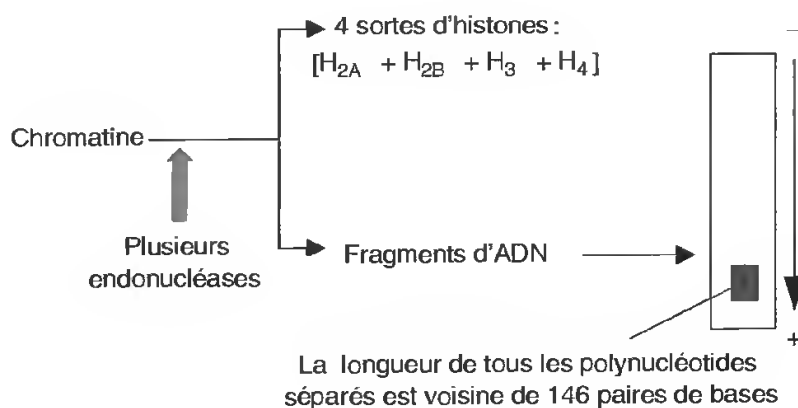 4 sortes d'histones :
[H2A + H2B + H3 + H4]
Chromatine
Plusieurs
endonucléases
Fragments d'ADN
–
+
La longueur de tous les polynucléotides
séparés est voisine de 146 paires de bases